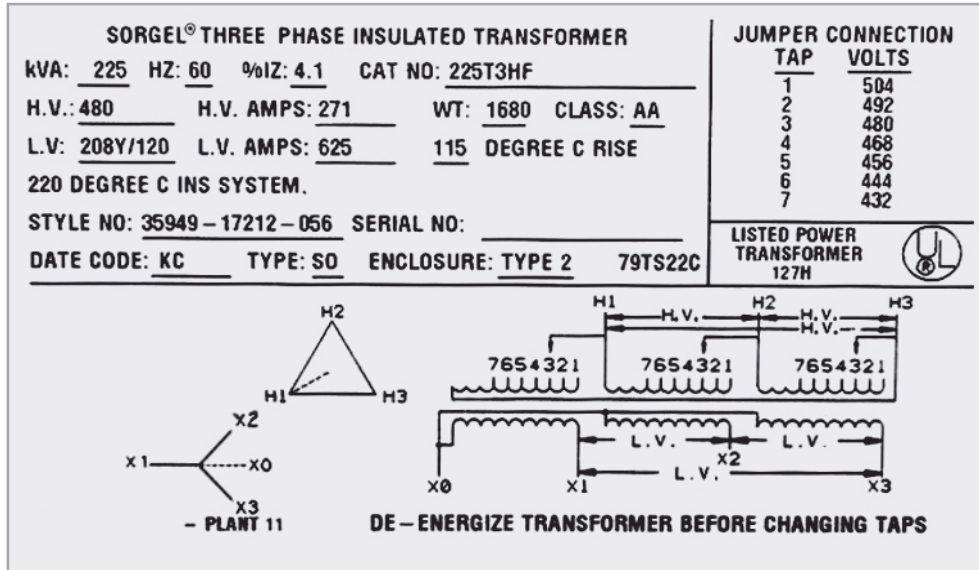 SORGEL® THREE PHASE INSULATED TRANSFORMER
kVA: 225 HZ: 60 %IZ: 4.1 CAT NO: 225T3HF
H.V.: 480 H.V. AMPS: 271 WT: 1680 CLASS: AA
L.V: 208Y/120 L.V. AMPS: 625 115 DEGREE C RISE
220 DEGREE C INS SYSTEM.
STYLE NO: 35949-17212-056 SERIAL NO:
DATE CODE: KC TYPE: SO ENCLOSURE: TYPE 2 79TS22C
JUMPER CONNECTION
TAP VOLTS
1 504
2 492
3 480
4 468
5 456
6 444
7 432
LISTED POWER
TRANSFORMER
127H
UL
®
H2
H1 H3
X2
X1 X0
X3
- PLANT 11
H1 H2 H3
H.V. H.V.
H.V.
7654321 7654321 7654321
L.V. L.V.
X2
L.V.
X0 X1 X3
DE-ENERGIZE TRANSFORMER BEFORE CHANGING TAPS